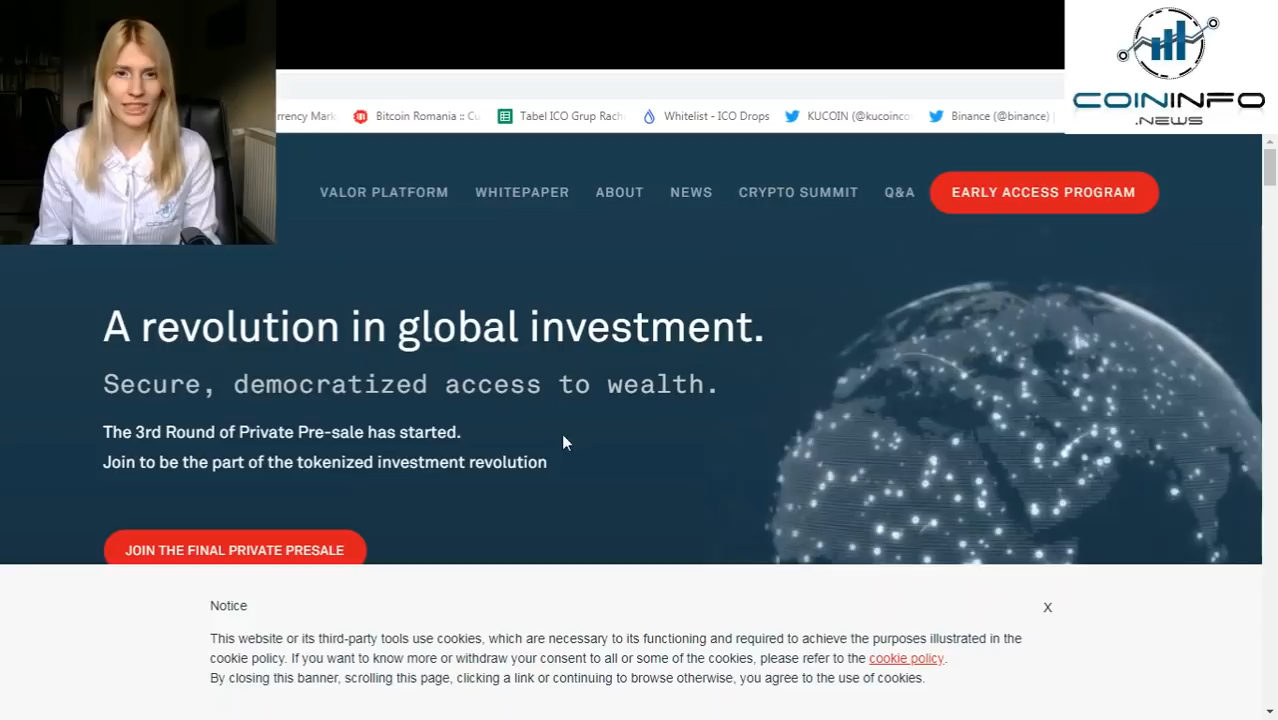 COININFO
.NEWS
rrency Mark
Bitcoin Romania :: Cu
Tabel ICO Grup Rach
Whitelist - ICO Drops
KUCOIN (@kucoinco
Binance (@binance)
VALOR PLATFORM
WHITEPAPER
ABOUT
NEWS
CRYPTO SUMMIT
Q&A
EARLY ACCESS PROGRAM
A revolution in global investment.
Secure, democratized access to wealth.
The 3rd Round of Private Pre-sale has started.
Join to be the part of the tokenized investment revolution
JOIN THE FINAL PRIVATE PRESALE
Notice
X
This website or its third-party tools use cookies, which are necessary to its functioning and required to achieve the purposes illustrated in the
cookie policy. If you want to know more or withdraw your consent to all or some of the cookies, please refer to the cookie policy.
By closing this banner, scrolling this page, clicking a link or continuing to browse otherwise, you agree to the use of cookies.